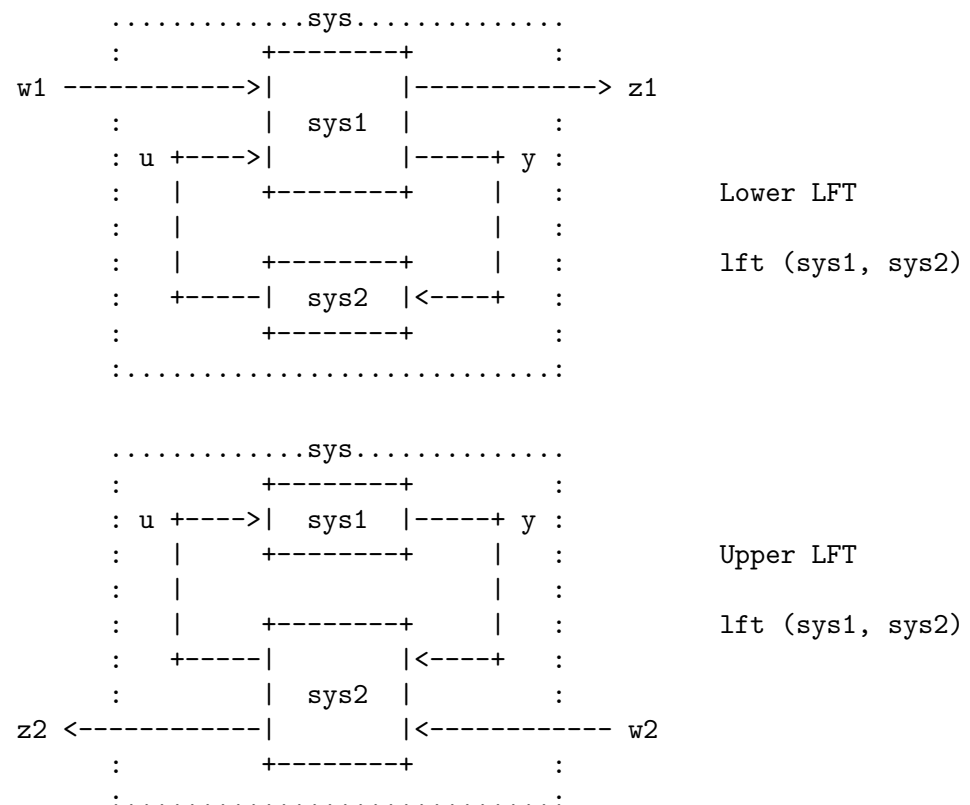 .............sys..............
:         +--------+         :
w1 ------------>|        |------------> z1
:         |  sys1  |         :
: u +---->|        |-----+ y :
:   |     +--------+     |   :        Lower LFT
:   |                    |   :
:   |     +--------+     |   :        lft (sys1, sys2)
:   +-----|  sys2  |<----+   :
:         +--------+         :
:............................:
.............sys..............
:         +--------+         :
: u +---->|  sys1  |-----+ y :
:   |     +--------+     |   :        Upper LFT
:   |                    |   :
:   |     +--------+     |   :        lft (sys1, sys2)
:   +-----|        |<----+   :
:         |  sys2  |         :
z2 <------------|        |<------------ w2
:         +--------+         :
:............................: